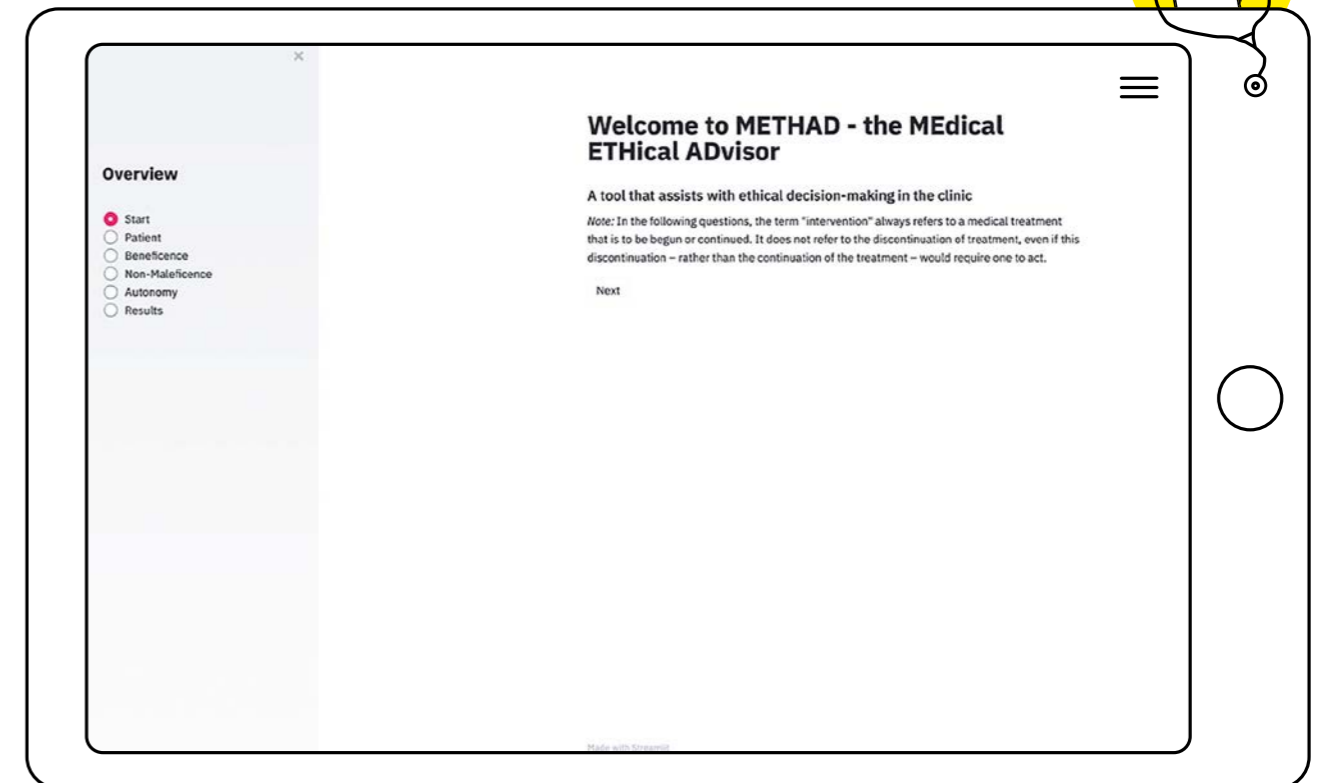 ×
Overview
Start
Patient
Beneficence
Non-Maleficence
Autonomy
Results
Welcome to METHAD - the MEdical
ETHical ADvisor
A tool that assists with ethical decision-making in the clinic
Note: In the following questions, the term "intervention" always refers to a medical treatment
that is to be begun or continued. It does not refer to the discontinuation of treatment, even if this
discontinuation – rather than the continuation of the treatment – would require one to act.
Next
Made with Streamlit